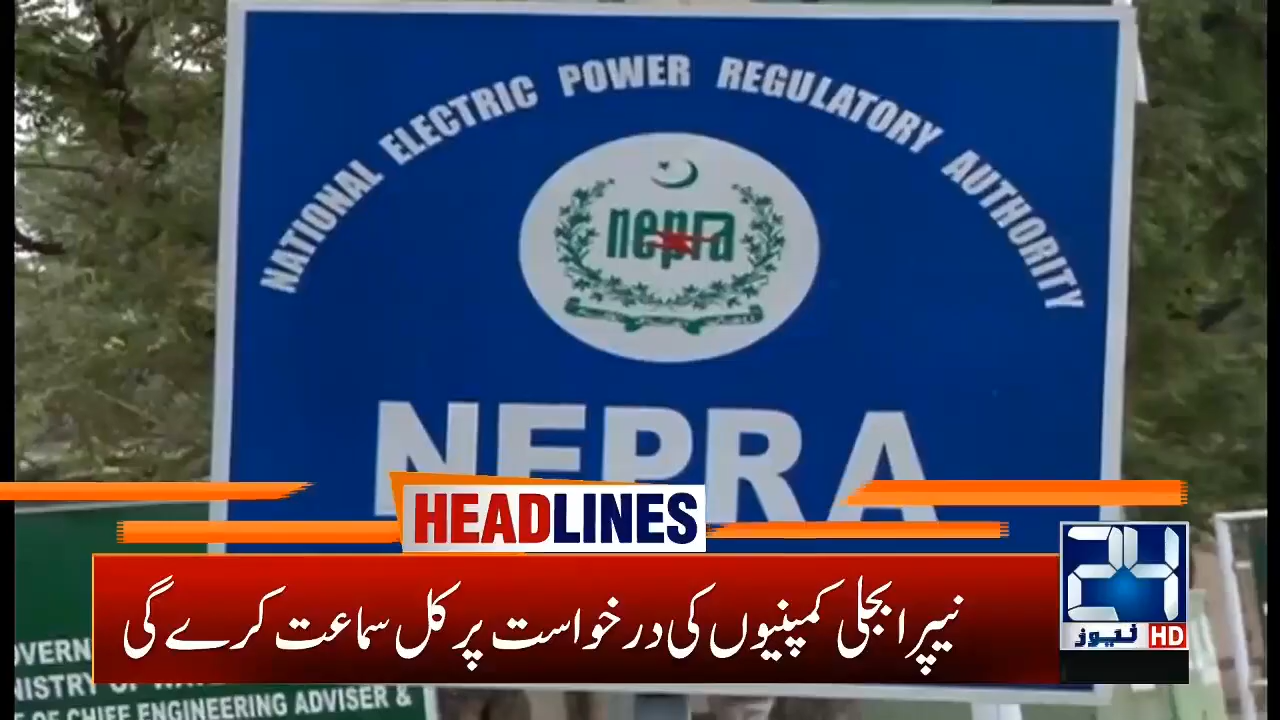 NATIONAL ELECTRIC POWER REGULATORY AUTHORITY
nepra
NEPRA
HEADLINES
نیپرا بجلی کمپنیوں کی درخواست پر کل سماعت کرے گی
24
نیوز HD
CHIEF ENGINEERING ADVISER &